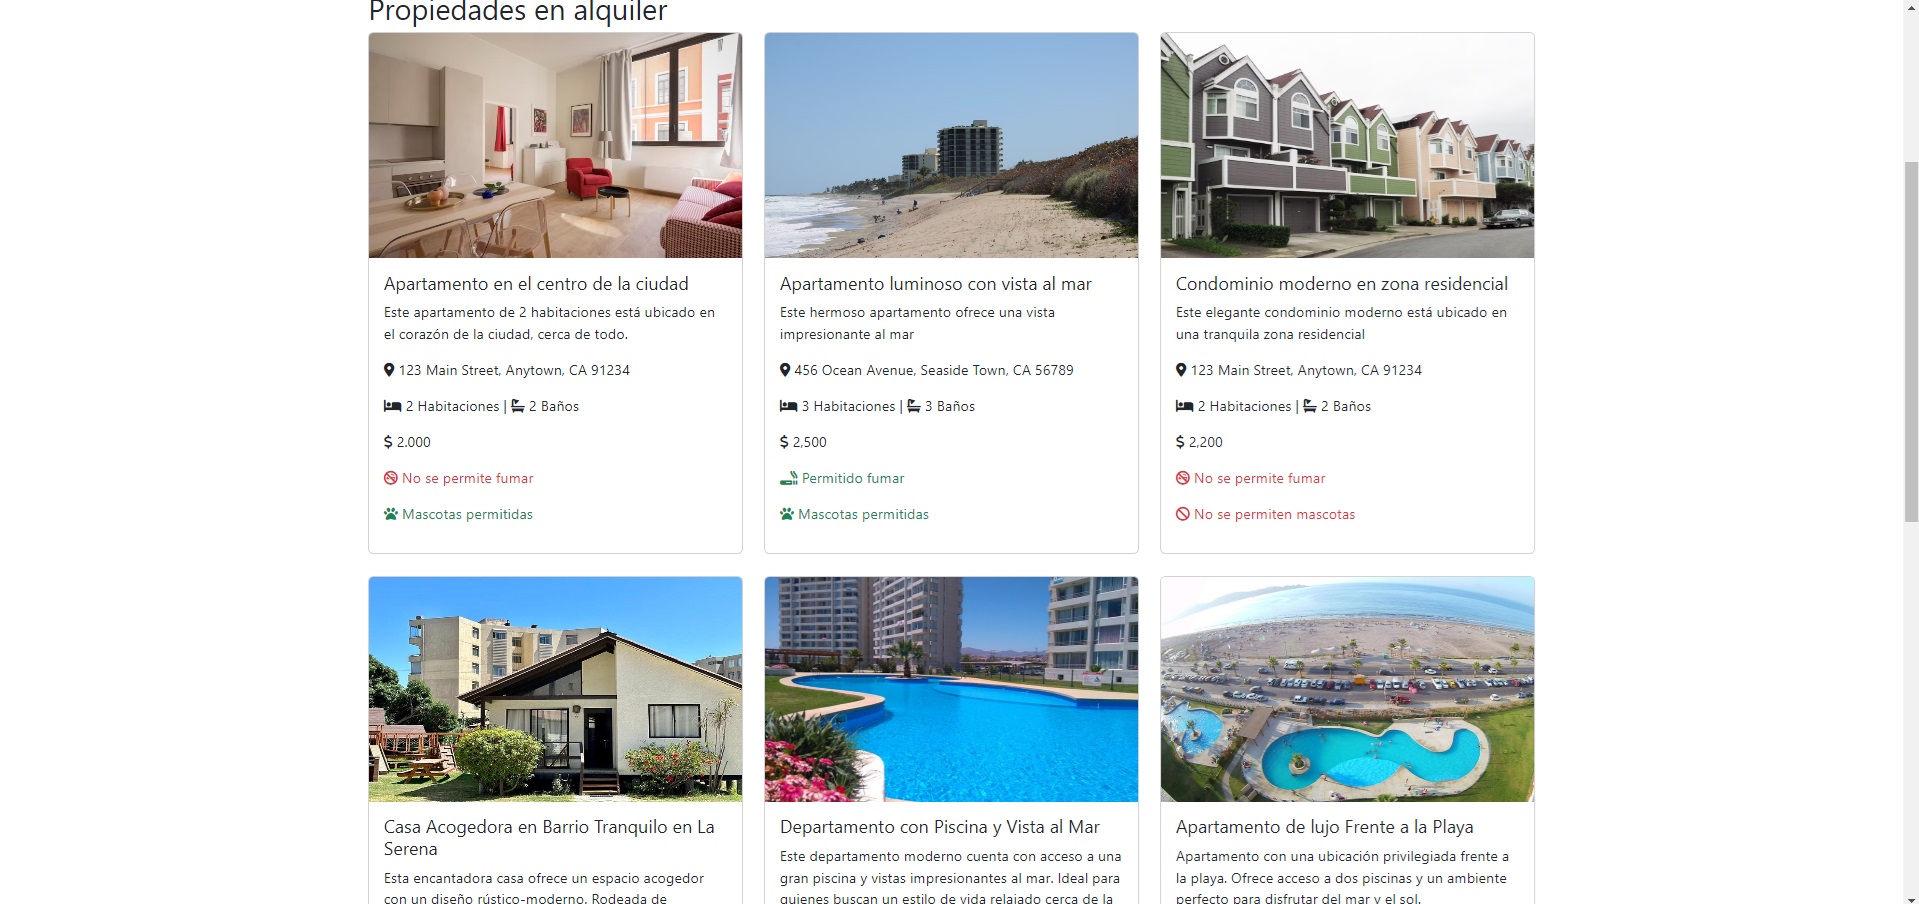 Propiedades en alquiler
Apartamento en el centro de la ciudad
Este apartamento de 2 habitaciones está ubicado en
el corazón de la ciudad, cerca de todo.
123 Main Street, Anytown, CA 91234
2 Habitaciones | 2 Baños
$ 2.000
No se permite fumar
Mascotas permitidas
Apartamento luminoso con vista al mar
Este hermoso apartamento ofrece una vista
impresionante al mar
456 Ocean Avenue, Seaside Town, CA 56789
3 Habitaciones | 3 Baños
$ 2,500
Permitido fumar
Mascotas permitidas
Condominio moderno en zona residencial
Este elegante condominio moderno está ubicado en
una tranquila zona residencial
123 Main Street, Anytown, CA 91234
2 Habitaciones | 2 Baños
$ 2,200
No se permite fumar
No se permiten mascotas
Casa Acogedora en Barrio Tranquilo en La
Serena
Esta encantadora casa ofrece un espacio acogedor
con un diseño rústico-moderno. Rodeada de
Departamento con Piscina y Vista al Mar
Este departamento moderno cuenta con acceso a una
gran piscina y vistas impresionantes al mar. Ideal para
quienes buscan un estilo de vida relajado cerca de la
Apartamento de lujo Frente a la Playa
Apartamento con una ubicación privilegiada frente a
la playa. Ofrece acceso a dos piscinas y un ambiente
perfecto para disfrutar del mar y el sol.